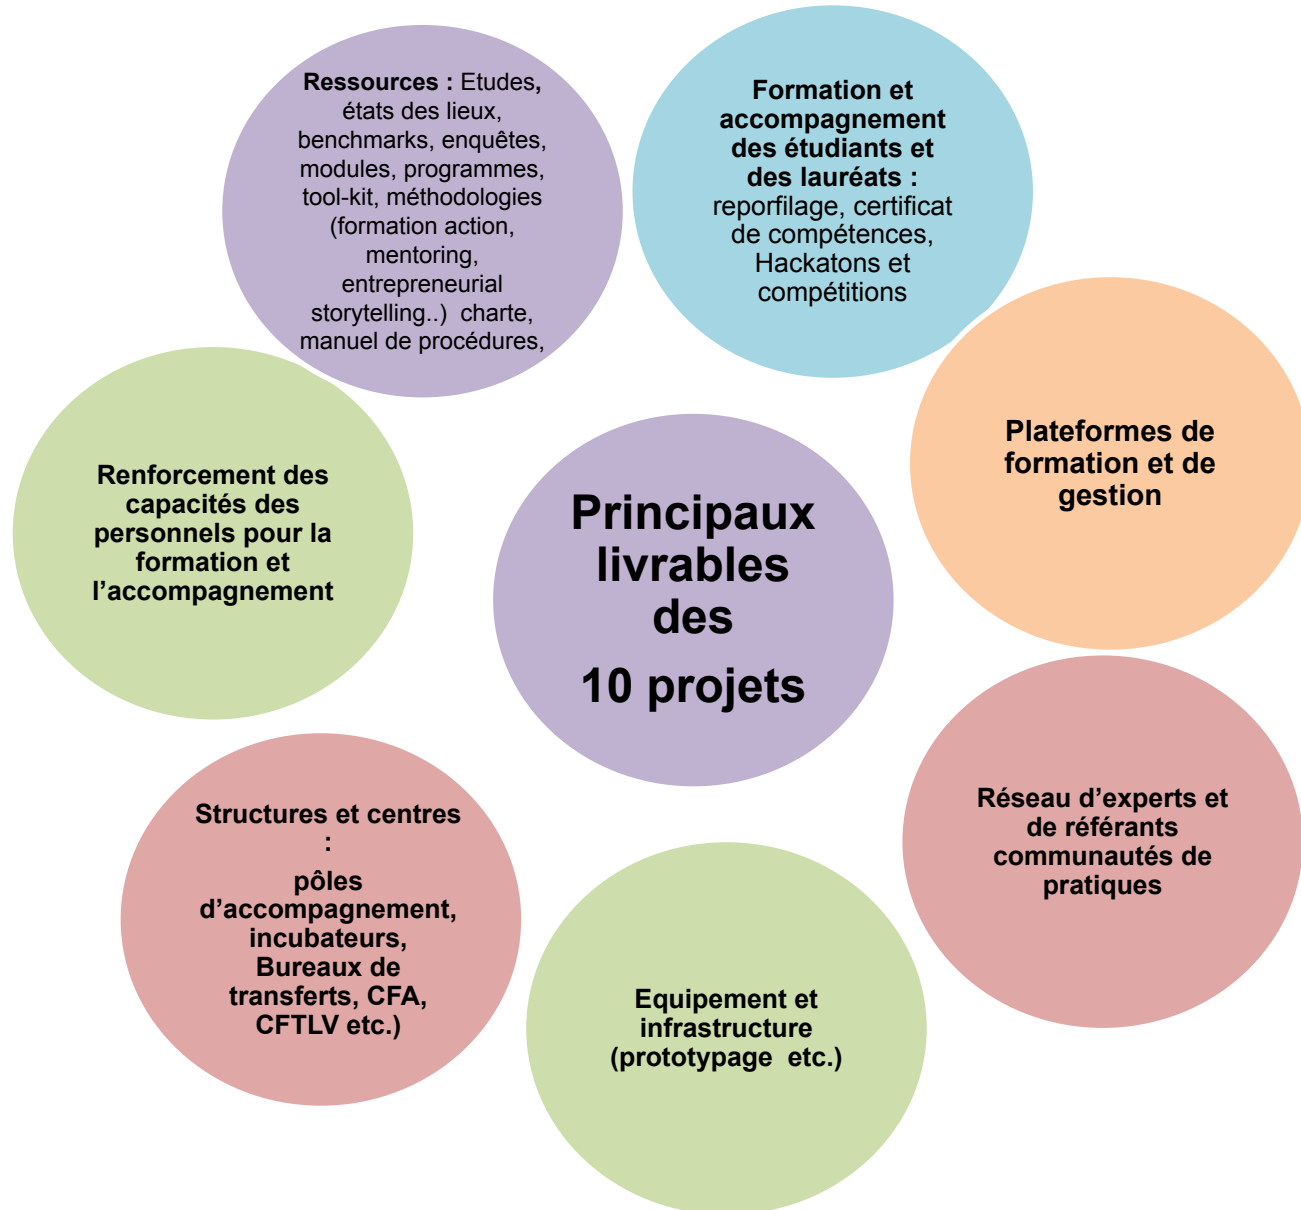 Ressources : Etudes,
états des lieux,
benchmarks, enquêtes,
modules, programmes,
tool-kit, méthodologies
(formation action,
mentoring,
entrepreneurial
storytelling..)  charte,
manuel de procédures,
Formation et
accompagnement
des étudiants et
des lauréats :
reporfilage, certificat
de compétences,
Hackatons et
compétitions
Plateformes de
formation et de
gestion
Renforcement des
capacités des
personnels pour la
formation et
l’accompagnement
Principaux
livrables
des
10 projets
Réseau d’experts et
de référants
communautés de
pratiques
Structures et centres
:
pôles
d’accompagnement,
incubateurs,
Bureaux de
transferts, CFA,
CFTLV etc.)
Equipement et
infrastructure
(prototypage  etc.)